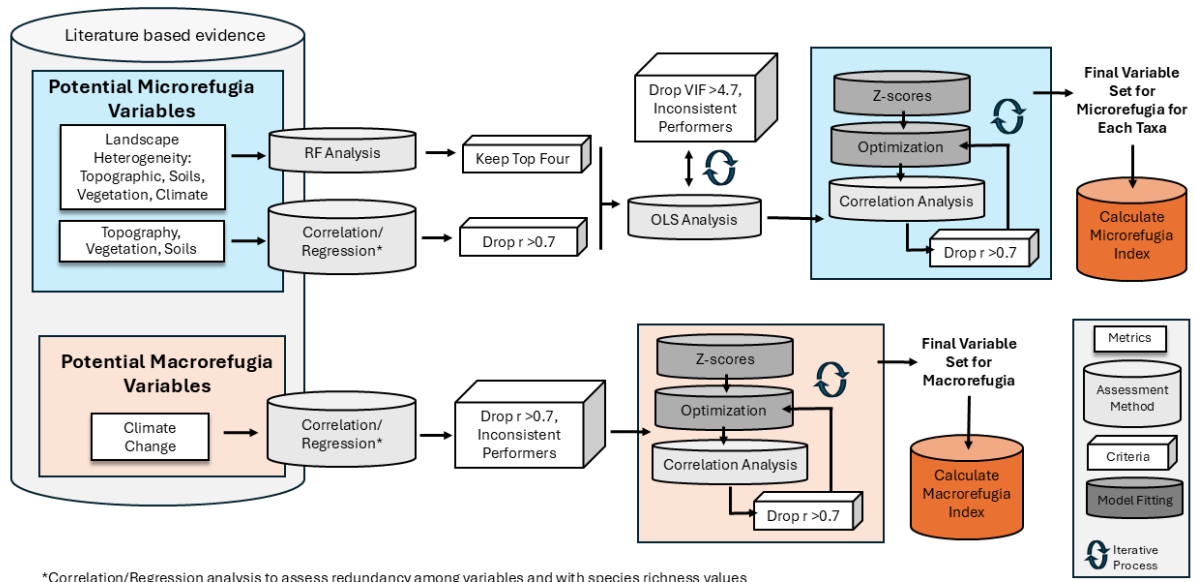 Literature based evidence
Potential Microrefugia
Variables
Landscape
Heterogeneity:
Topographic, Soils,
Vegetation, Climate
Topography,
Vegetation, Soils
RF Analysis
Correlation/
Regression*
Keep Top Four
Drop r >0.7
Drop VIF >4.7,
Inconsistent
Performers
OLS Analysis
Z-scores
Optimization
Correlation Analysis
Drop r >0.7
Final Variable
Set for
Microrefugia for
Each Taxa
Calculate
Microrefugia
Index
Potential Macrorefugia
Variables
Climate
Change
Correlation/
Regression*
Drop r >0.7,
Inconsistent
Performers
Z-scores
Optimization
Correlation Analysis
Drop r >0.7
Final Variable
Set for
Macrorefugia
Calculate
Macrorefugia
Index
Metrics
Assessment
Method
Criteria
Model Fitting
Iterative
Process
*Correlation/Regression analysis to assess redundancy among variables and with species richness values